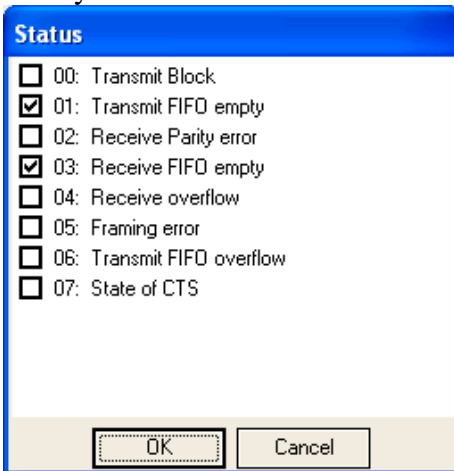 Status
00: Transmit Block
01: Transmit FIFO empty
02: Receive Parity error
03: Receive FIFO empty
04: Receive overflow
05: Framing error
06: Transmit FIFO overflow
07: State of CTS
OK Cancel